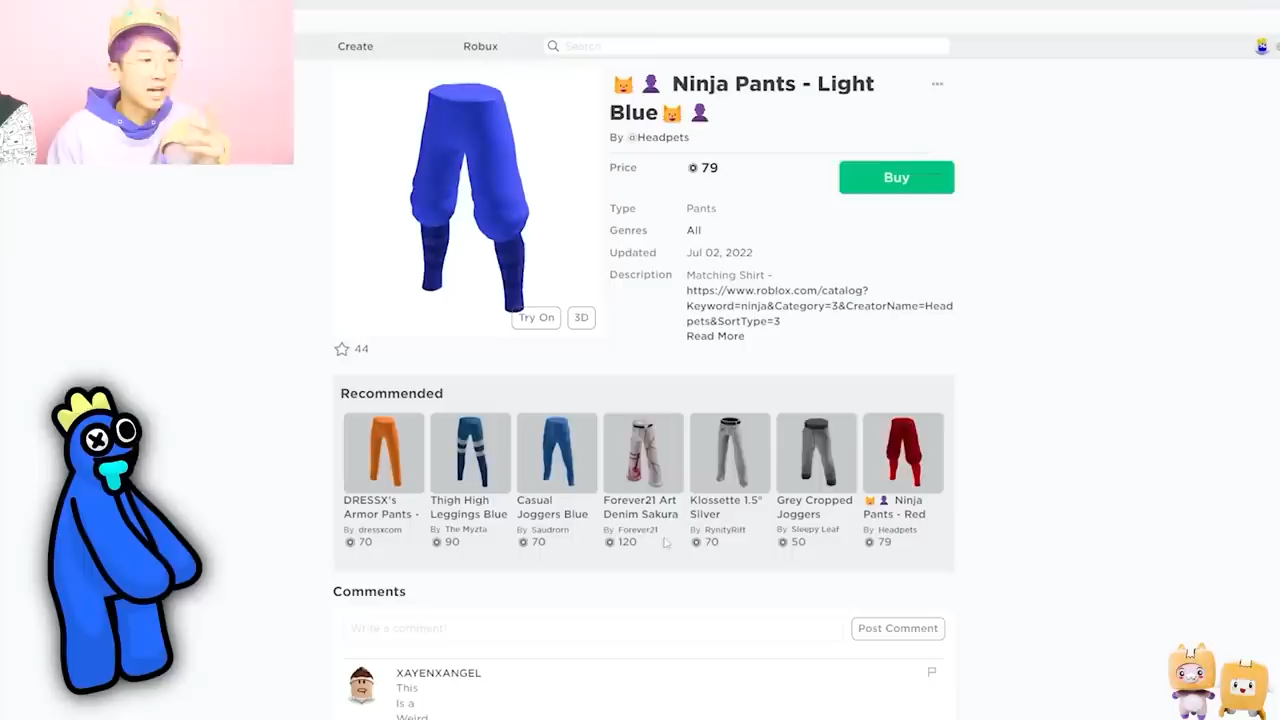 Create
Robux
Search
Ninja Pants - Light
Blue
By @Headpets
Price
79
Buy
Type
Pants
Genres
All
Updated
Jul 02, 2022
Description
Matching Shirt -
https://www.roblox.com/catalog?
Keyword=ninja&Category=3&CreatorName=Head
pets&SortType=3
Read More
Try On
3D
44
Recommended
DRESSX's
Armor Pants -
By dressxcom
70
Thigh High
Leggings Blue
By The Myzta
90
Casual
Joggers Blue
By Saudrorn
70
Forever21 Art
Denim Sakura
By Forever21
120
Klossette 1.5°
Silver
By RynityRift
70
Grey Cropped
Joggers
By Sleepy Leaf
50
Ninja
Pants - Red
By Headpets
79
Comments
Write a comment!
Post Comment
XAYENXANGEL
This
Is a
Weird